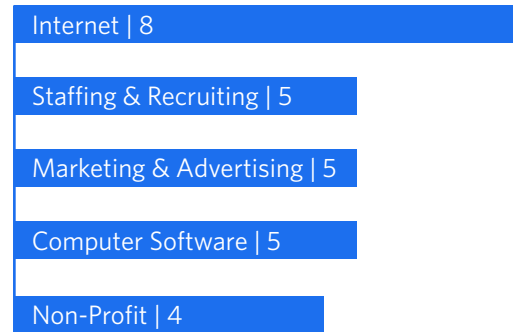 Internet | 8
Staffing & Recruiting | 5
Marketing & Advertising | 5
Computer Software | 5
Non-Profit | 4